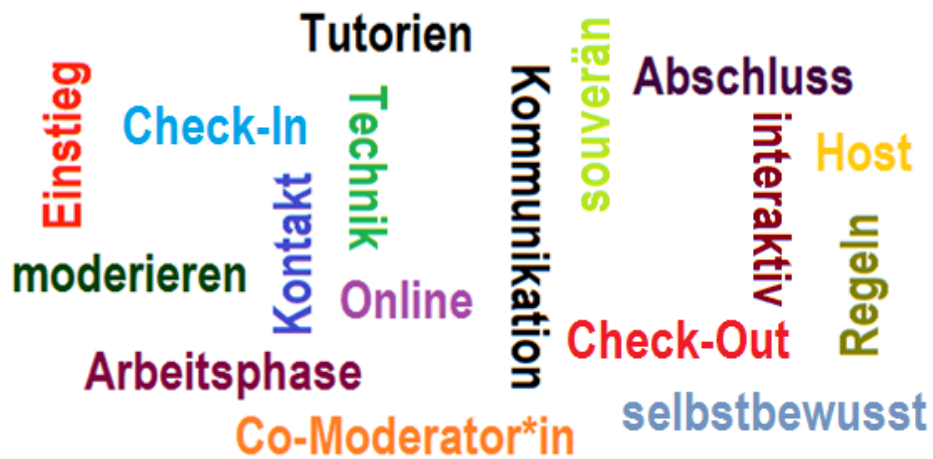 Tutorien
Einstieg
Check-In
Technik
Kommunikation
souverän
Abschluss
interaktiv
Host
moderieren
Kontakt
Online
Regeln
Check-Out
Arbeitsphase
selbstbewusst
Co-Moderator*in